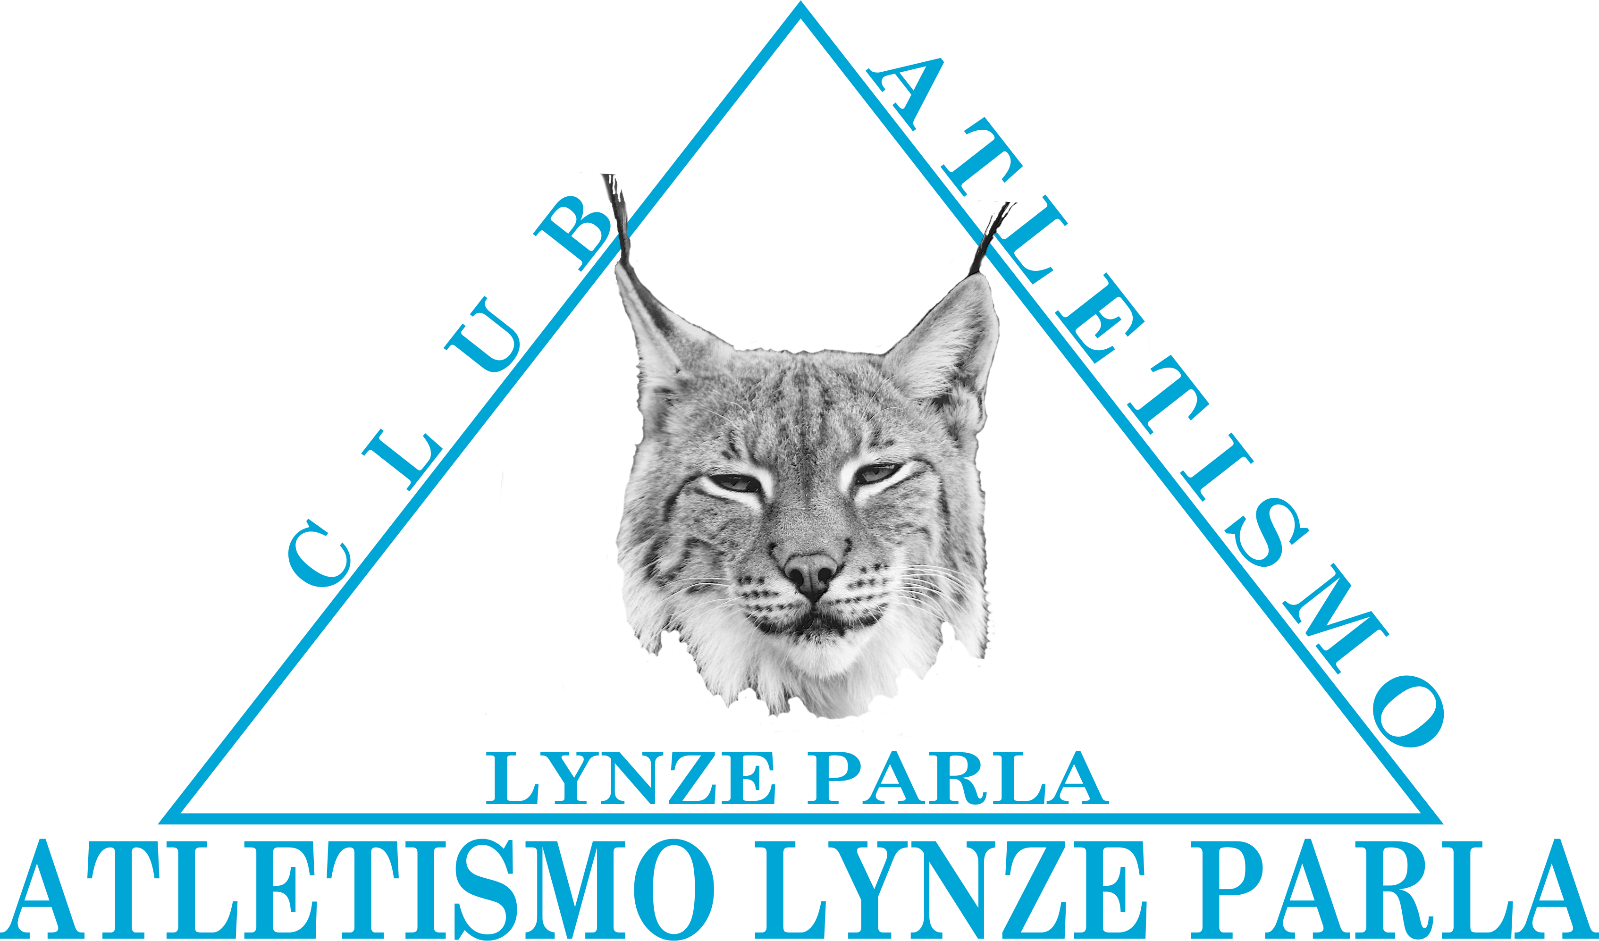 CLUB
ATLETISMO
LYNZE PARLA
ATLETISMO LYNZE PARLA